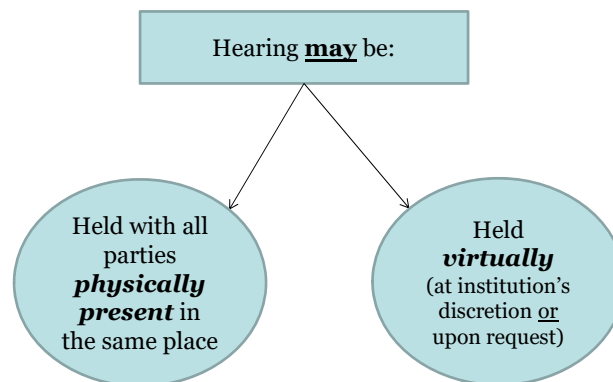 Hearing may be:
Held with all
parties
physically
present in
the same place
Held
virtually
(at institution’s
discretion or
upon request)